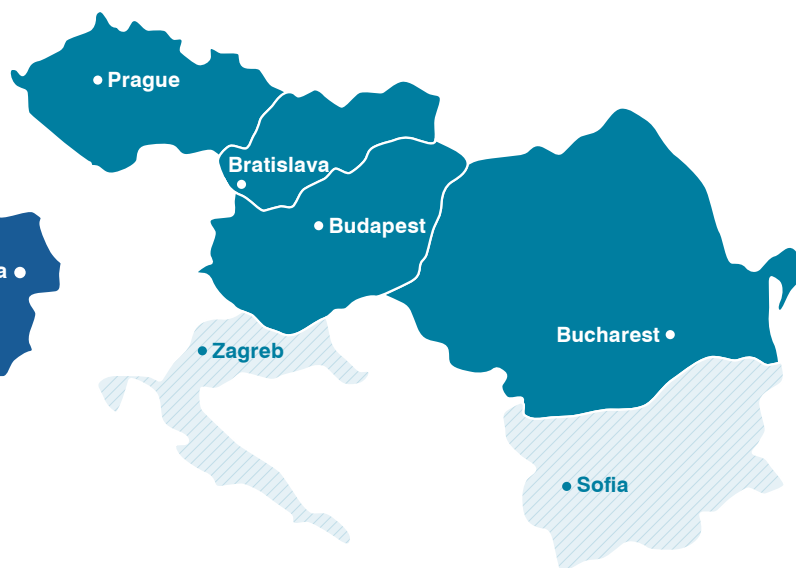 Prague
Bratislava
Budapest
a
Bucharest
Zagreb
Sofia